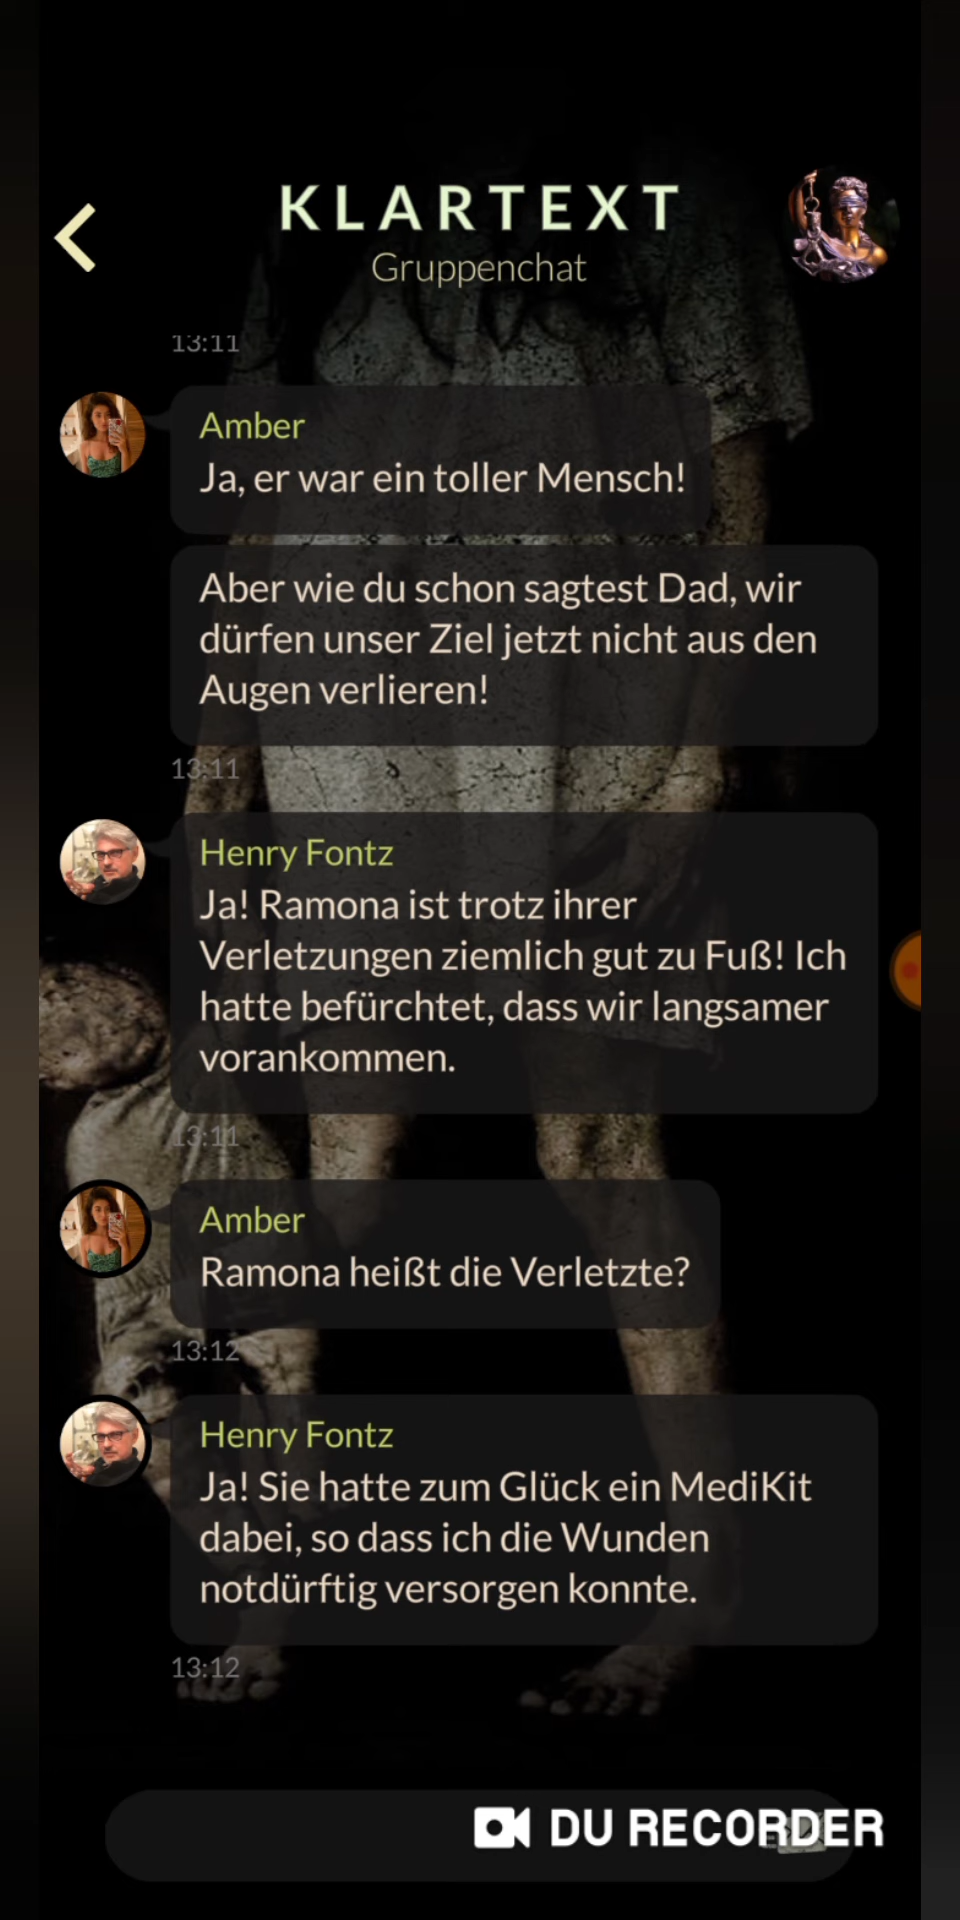 KLARTEXT
Gruppenchat
13:11
Amber
Ja, er war ein toller Mensch!
Aber wie du schon sagtest Dad, wir
dürfen unser Ziel jetzt nicht aus den
Augen verlieren!
13:11
Henry Fontz
Ja! Ramona ist trotz ihrer
Verletzungen ziemlich gut zu Fuß! Ich
hatte befürchtet, dass wir langsamer
vorankommen.
13:11
Amber
Ramona heißt die Verletzte?
13:12
Henry Fontz
Ja! Sie hatte zum Glück ein MediKit
dabei, so dass ich die Wunden
notdürftig versorgen konnte.
13:12
DU RECORDER